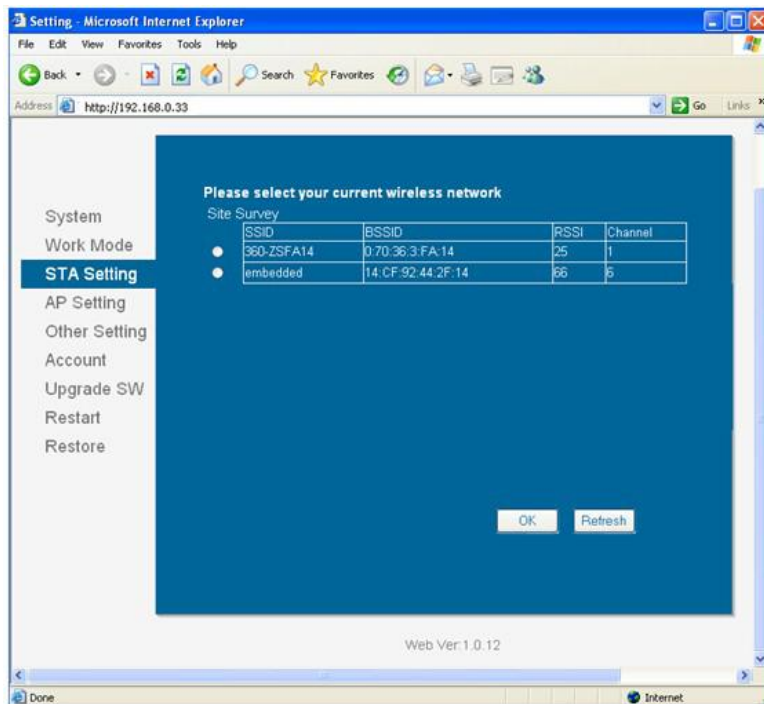 Setting - Microsoft Internet Explorer
File Edit View Favorites Tools Help
Back Search Favorites
Address http://192.168.0.33 Go Links »
Please select your current wireless network
Site Survey
SSID BSSID RSSI Channel
360-ZSFA14 0:70:36:3:FA:14 25 1
embedded 14:CF:92:44:2F:14 66 6
System
Work Mode
STA Setting
AP Setting
Other Setting
Account
Upgrade SW
Restart
Restore
OK Refresh
Web Ver:1.0.12
Done Internet